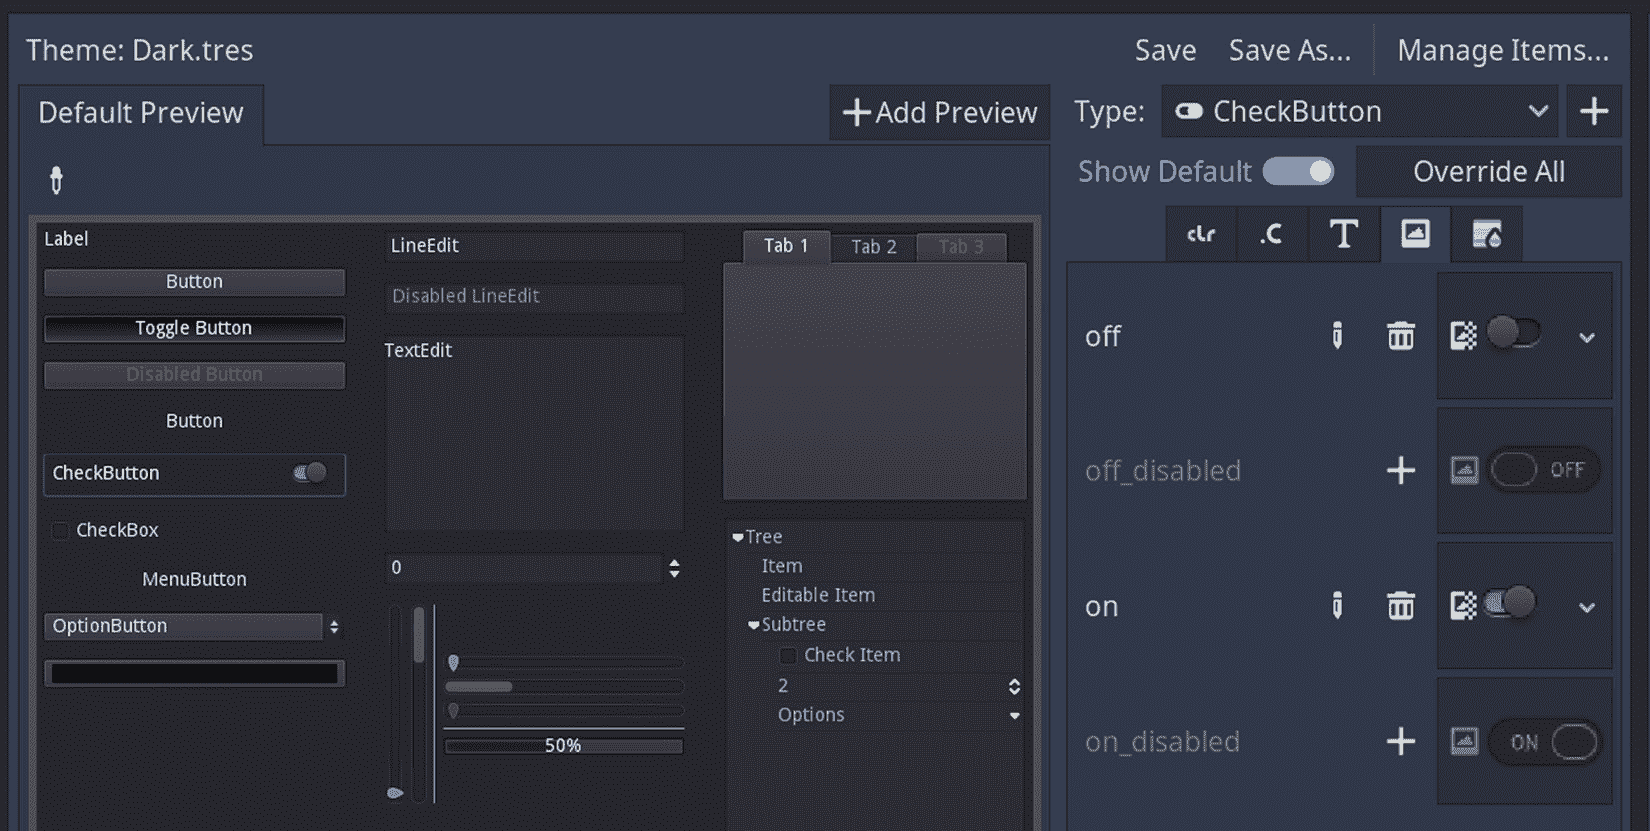 Theme: Dark.tres
Save
Save As...
Manage Items...
Default Preview
Add Preview
Type:
CheckButton
Show Default
Override All
clr
.C
T
Label
Button
Toggle Button
Disabled Button
Button
CheckButton
CheckBox
MenuButton
OptionButton
LineEdit
Disabled LineEdit
TextEdit
0
50%
Tab 1
Tab 2
Tab 3
Tree
Item
Editable Item
Subtree
Check Item
2
Options
off
off_disabled
OFF
on
on_disabled
ON